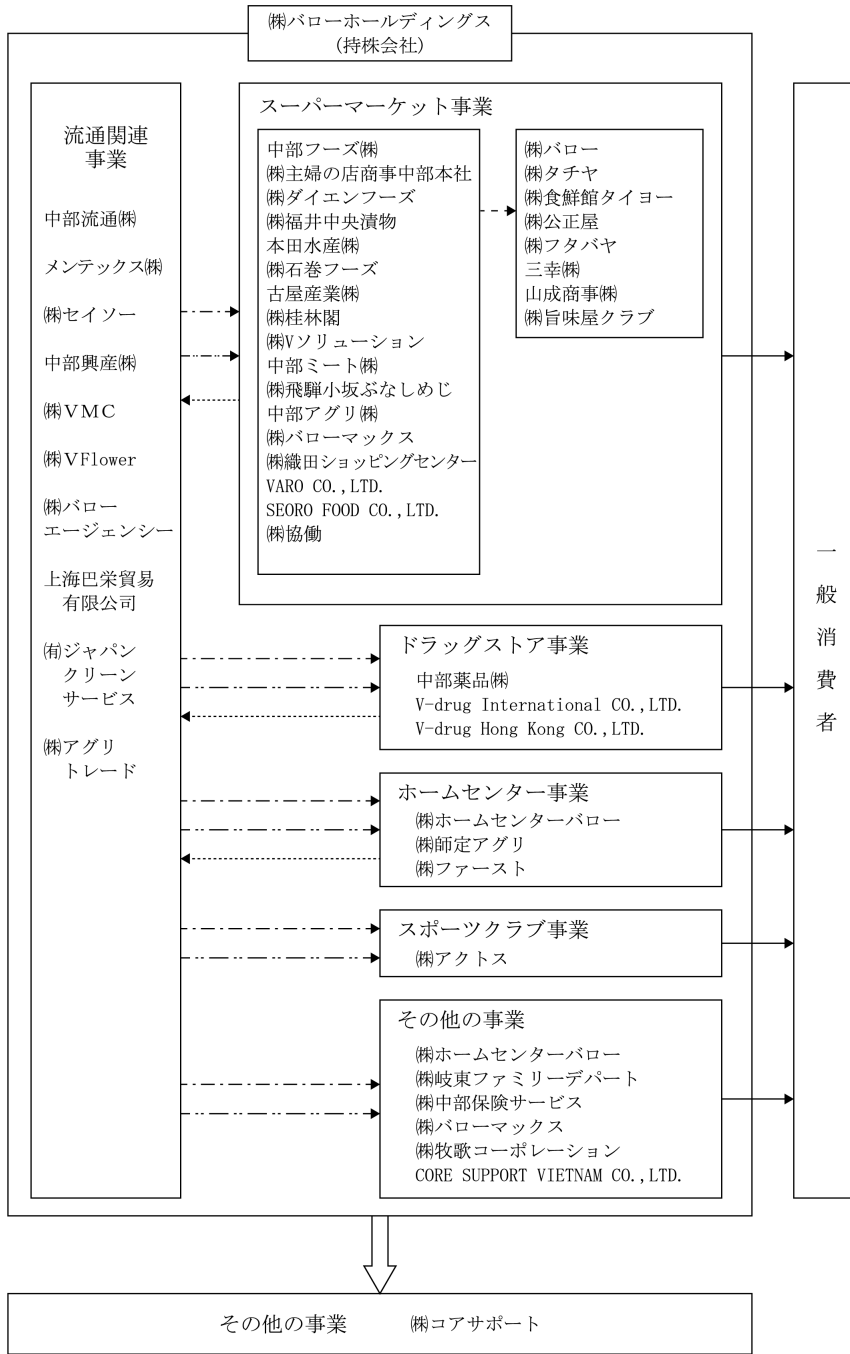 ㈱バローホールディングス
(持株会社)
流通関連
事業
中部流通㈱
メンテックス㈱
㈱セイソー
中部興産㈱
㈱VMC
㈱VFlower
㈱バロー
エージェンシー
上海巴栄貿易
有限公司
㈲ジャパン
クリーン
サービス
㈱アグリ
トレード
スーパーマーケット事業
中部フーズ㈱
㈱主婦の店商事中部本社
㈱ダイエンフーズ
㈱福井中央漬物
本田水産㈱
㈱石巻フーズ
古屋産業㈱
㈱桂林閣
㈱Vソリューション
中部ミート㈱
㈱飛騨小坂ぶなしめじ
中部アグリ㈱
㈱バローマックス
㈱織田ショッピングセンター
VARO CO.,LTD.
SEORO FOOD CO.,LTD.
㈱協働
㈱バロー
㈱タチヤ
㈱食鮮館タイヨー
㈱公正屋
㈱フタバヤ
三幸㈱
山成商事㈱
㈱旨味屋クラブ
ドラッグストア事業
中部薬品㈱
V-drug International CO.,LTD.
V-drug Hong Kong CO.,LTD.
ホームセンター事業
㈱ホームセンターバロー
㈱師定アグリ
㈱ファースト
スポーツクラブ事業
㈱アクトス
その他の事業
㈱ホームセンターバロー
㈱岐東ファミリーデパート
㈱中部保険サービス
㈱バローマックス
㈱牧歌コーポレーション
CORE SUPPORT VIETNAM CO.,LTD.
一般消費者
その他の事業 ㈱コアサポート